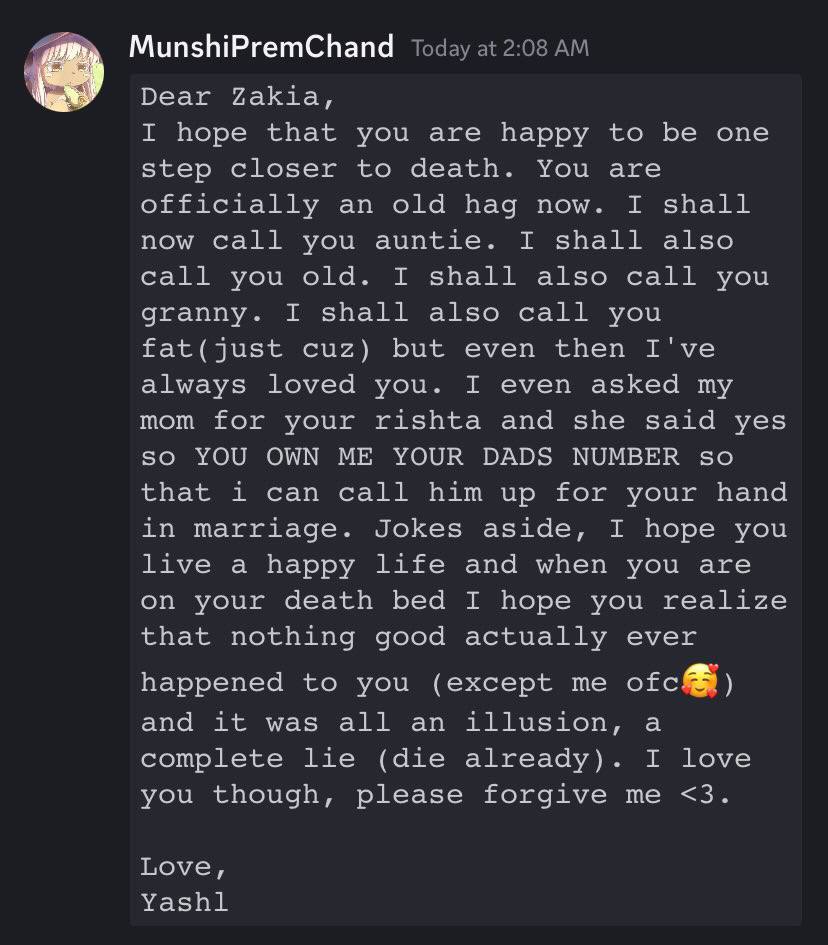 MunshiPremChand Today at 2:08 AM
Dear Zakia,
I hope that you are happy to be one
step closer to death. You are
officially an old hag now. I shall
now call you auntie. I shall also
call you old. I shall also call you
granny. I shall also call you
fat(just cuz) but even then I've
always loved you. I even asked my
mom for your rishta and she said yes
so YOU OWN ME YOUR DADS NUMBER so
that i can call him up for your hand
in marriage. Jokes aside, I hope you
live a happy life and when you are
on your death bed I hope you realize
that nothing good actually ever
happened to you (except me ofc🥰)
and it was all an illusion, a
complete lie (die already). I love
you though, please forgive me <3.
Love,
Yashl